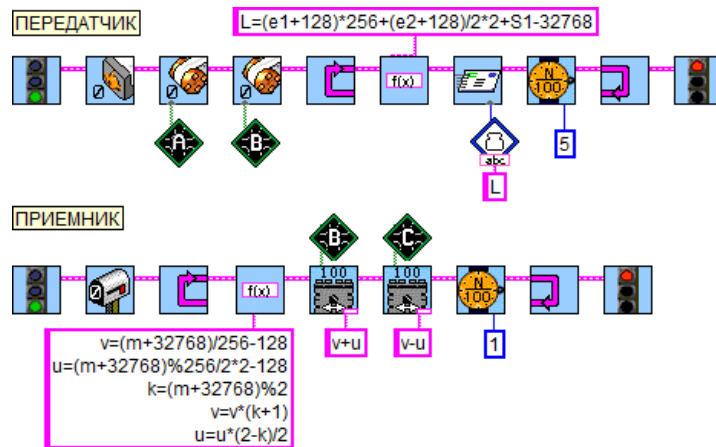 ПЕРЕДАТЧИК
L=(e1+128)*256+(e2+128)/2*2+S1-32768
0
0
0
f(x)
N/100
A
B
abc
5
L
ПРИЕМНИК
B
C
0
f(x)
100
100
N/100
v+u
v-u
1
v=(m+32768)/256-128
u=(m+32768)%256/2*2-128
k=(m+32768)%2
v=v*(k+1)
u=u*(2-k)/2